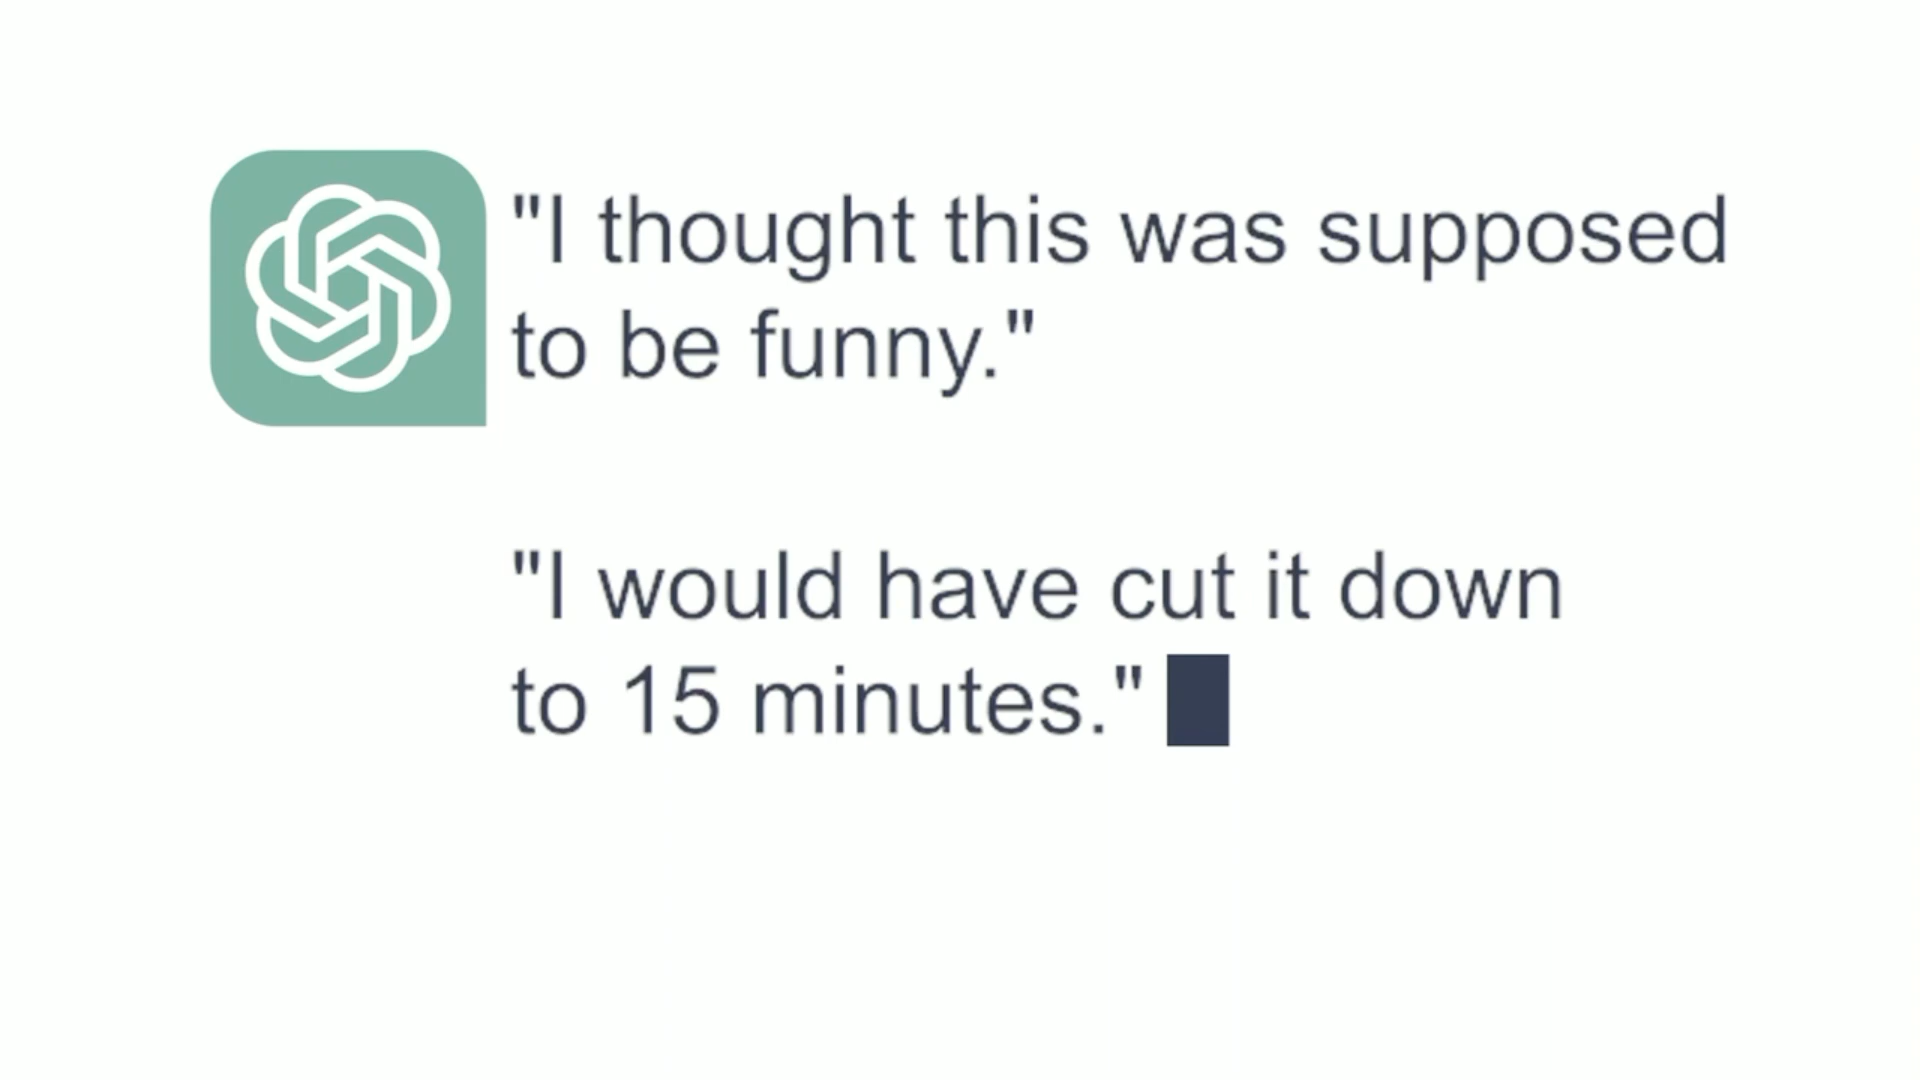 "I thought this was supposed
to be funny."
"I would have cut it down
to 15 minutes."